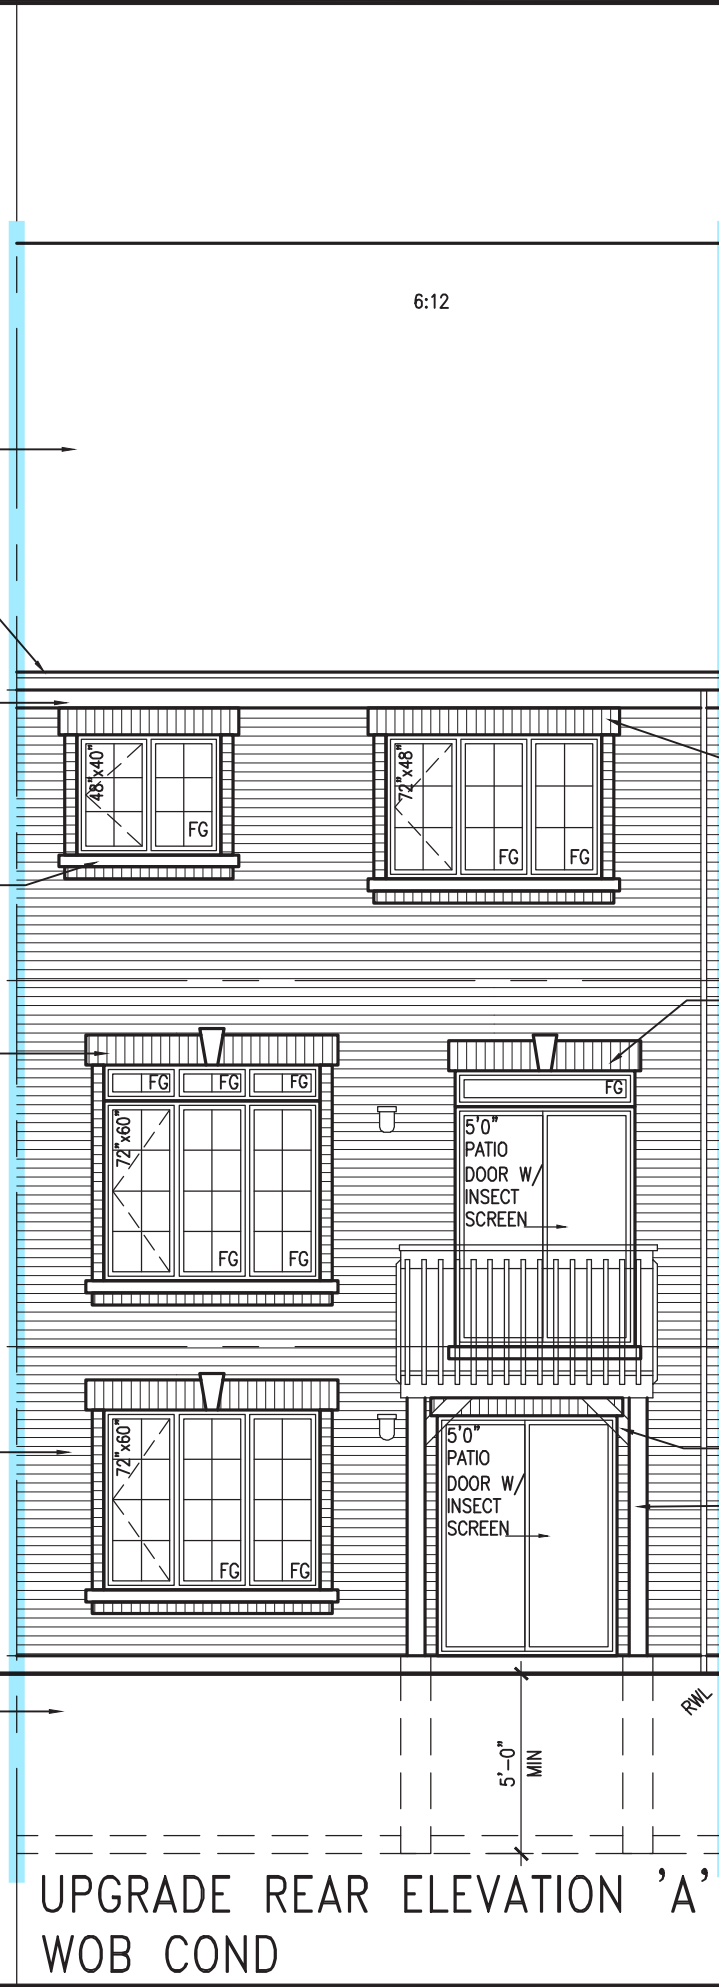 6:12
48"x40"
FG
72"x48"
FG
FG
FG
FG
FG
FG
72"x60"
5'0"
PATIO
DOOR W/
INSECT
SCREEN
FG
FG
72"x60"
5'0"
PATIO
DOOR W/
INSECT
SCREEN
FG
FG
RWL
5'-0"
MIN
UPGRADE REAR ELEVATION 'A'
WOB COND